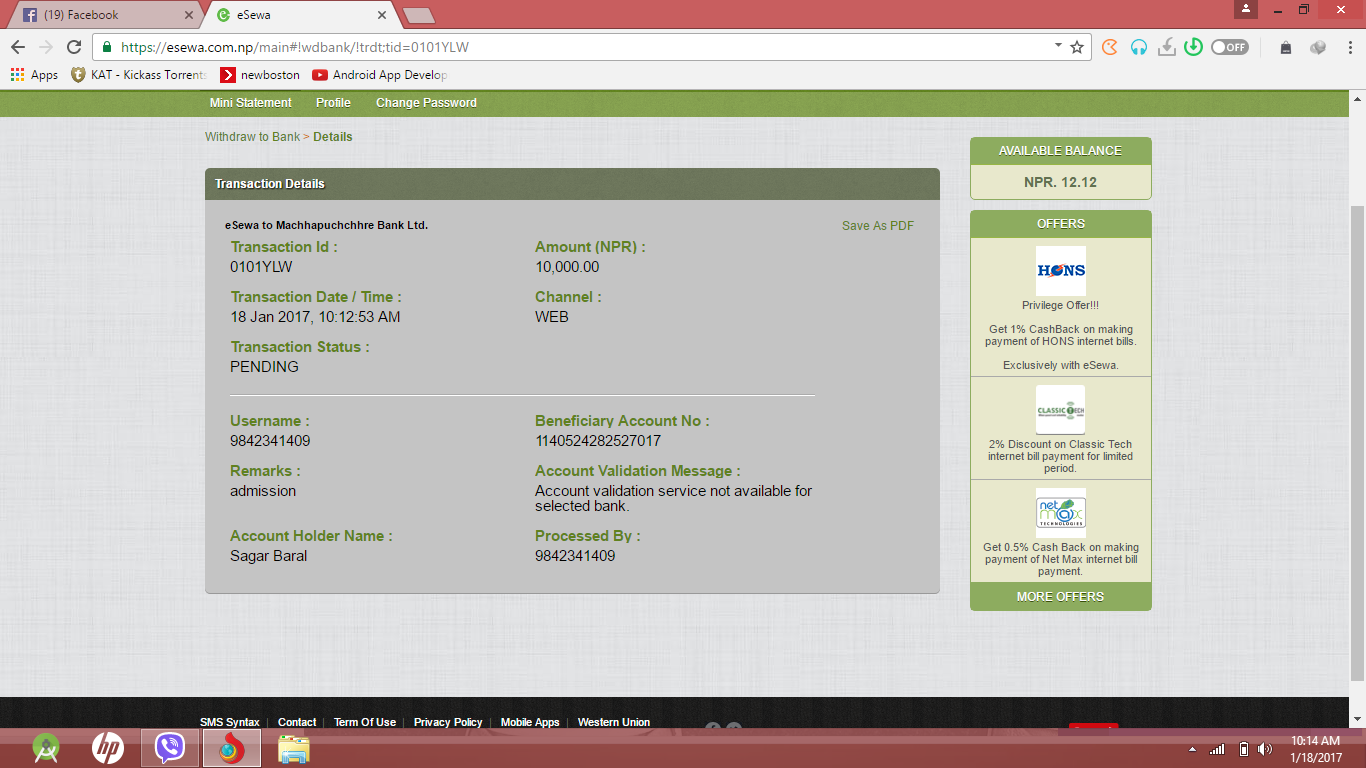 (19) Facebook
eSewa
https://esewa.com.np/main#!wdbank/!trdt;tid=0101YLW
OFF
Apps
KAT - Kickass Torrents
newboston
Android App Develop
Mini Statement Profile Change Password
Withdraw to Bank > Details
Transaction Details
eSewa to Machhapuchchhre Bank Ltd.
Save As PDF
Transaction Id :
0101YLW
Amount (NPR) :
10,000.00
Transaction Date / Time :
18 Jan 2017, 10:12:53 AM
Channel :
WEB
Transaction Status :
PENDING
Username :
9842341409
Beneficiary Account No :
1140524282527017
Remarks :
admission
Account Validation Message :
Account validation service not available for
selected bank.
Account Holder Name :
Sagar Baral
Processed By :
9842341409
AVAILABLE BALANCE
NPR. 12.12
OFFERS
HONS
Privilege Offer!!!
Get 1% CashBack on making
payment of HONS internet bills.
Exclusively with eSewa.
CLASSIC TECH
2% Discount on Classic Tech
internet bill payment for limited
period.
net
m@x
TECHNOLOGIES
Get 0.5% Cash Back on making
payment of Net Max internet bill
payment.
MORE OFFERS
SMS Syntax | Contact | Term Of Use | Privacy Policy | Mobile Apps | Western Union
hp
10:14 AM
1/18/2017